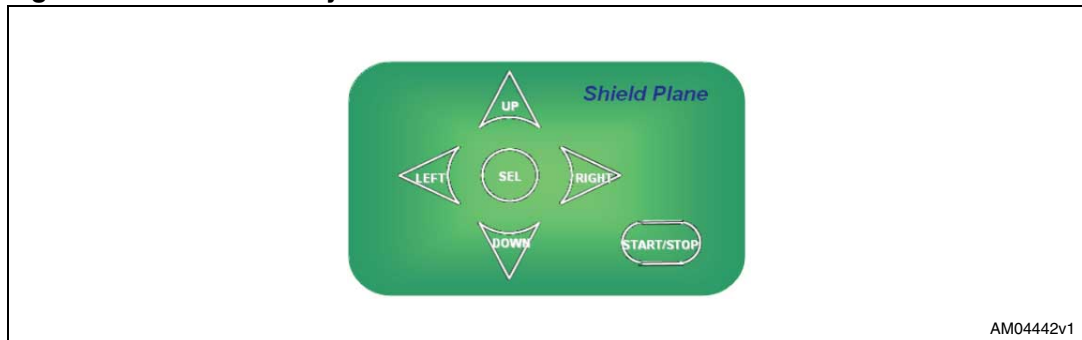 Shield Plane
UP
LEFT
SEL
RIGHT
DOWN
START/STOP
AM04442v1